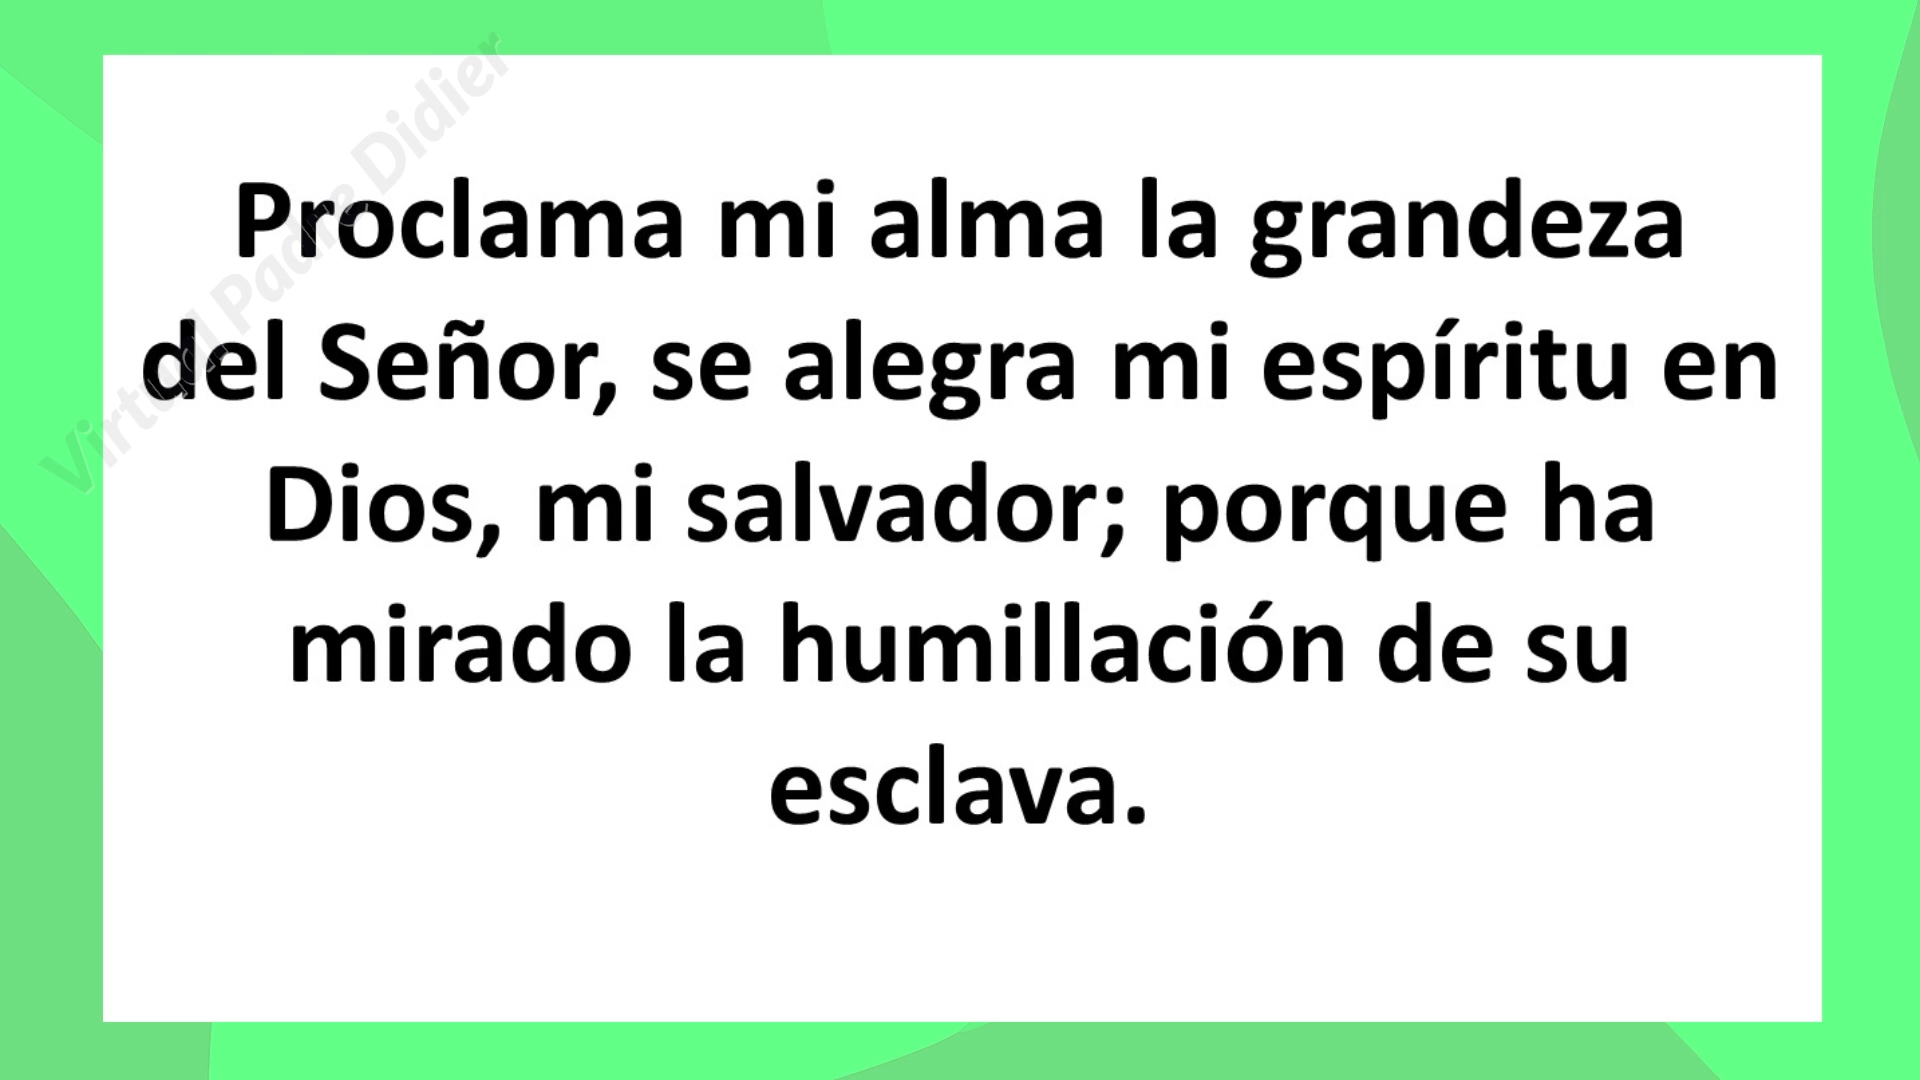 Virtual Padre Didier
Proclama mi alma la grandeza
del Señor, se alegra mi espíritu en
Dios, mi salvador; porque ha
mirado la humillación de su
esclava.